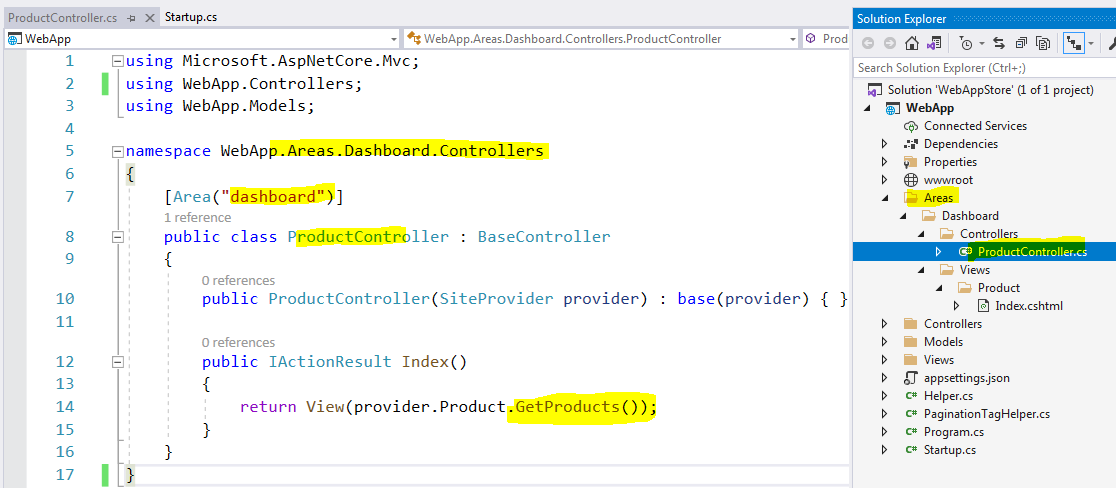 ProductController.cs
Startup.cs
WebApp
WebApp.Areas.Dashboard.Controllers.ProductController
Prod
1 using Microsoft.AspNetCore.Mvc;
2 using WebApp.Controllers;
3 using WebApp.Models;
4
5 namespace WebApp.Areas.Dashboard.Controllers
6 {
7 [Area("dashboard")]
1 reference
8 public class ProductController : BaseController
9 {
0 references
10 public ProductController(SiteProvider provider) : base(provider) { }
11
0 references
12 public IActionResult Index()
13 {
14 return View(provider.Product.GetProducts());
15 }
16 }
17 }
Solution Explorer
Search Solution Explorer (Ctrl+;)
Solution 'WebAppStore' (1 of 1 project)
WebApp
Connected Services
Dependencies
Properties
wwwroot
Areas
Dashboard
Controllers
ProductController.cs
Views
Product
Index.cshtml
Controllers
Models
Views
appsettings.json
C# Helper.cs
C# PaginationTagHelper.cs
C# Program.cs
C# Startup.cs